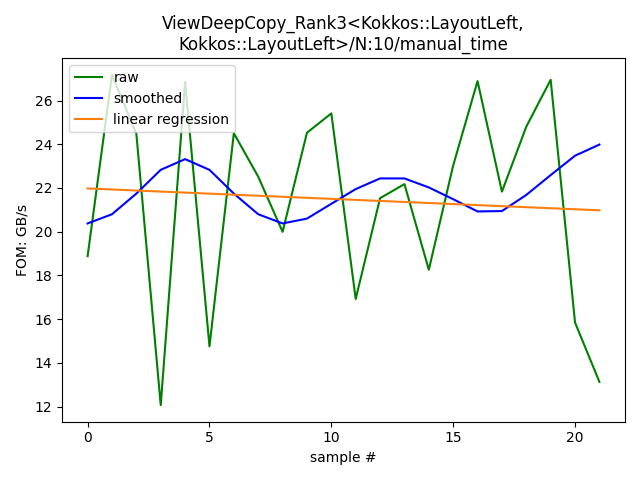 ViewDeepCopy_Rank3<Kokkos::LayoutLeft,
Kokkos::LayoutLeft>/N:10/manual_time
raw
smoothed
linear regression
FOM: GB/s
26
24
22
20
18
16
14
12
0
5
10
15
20
sample #